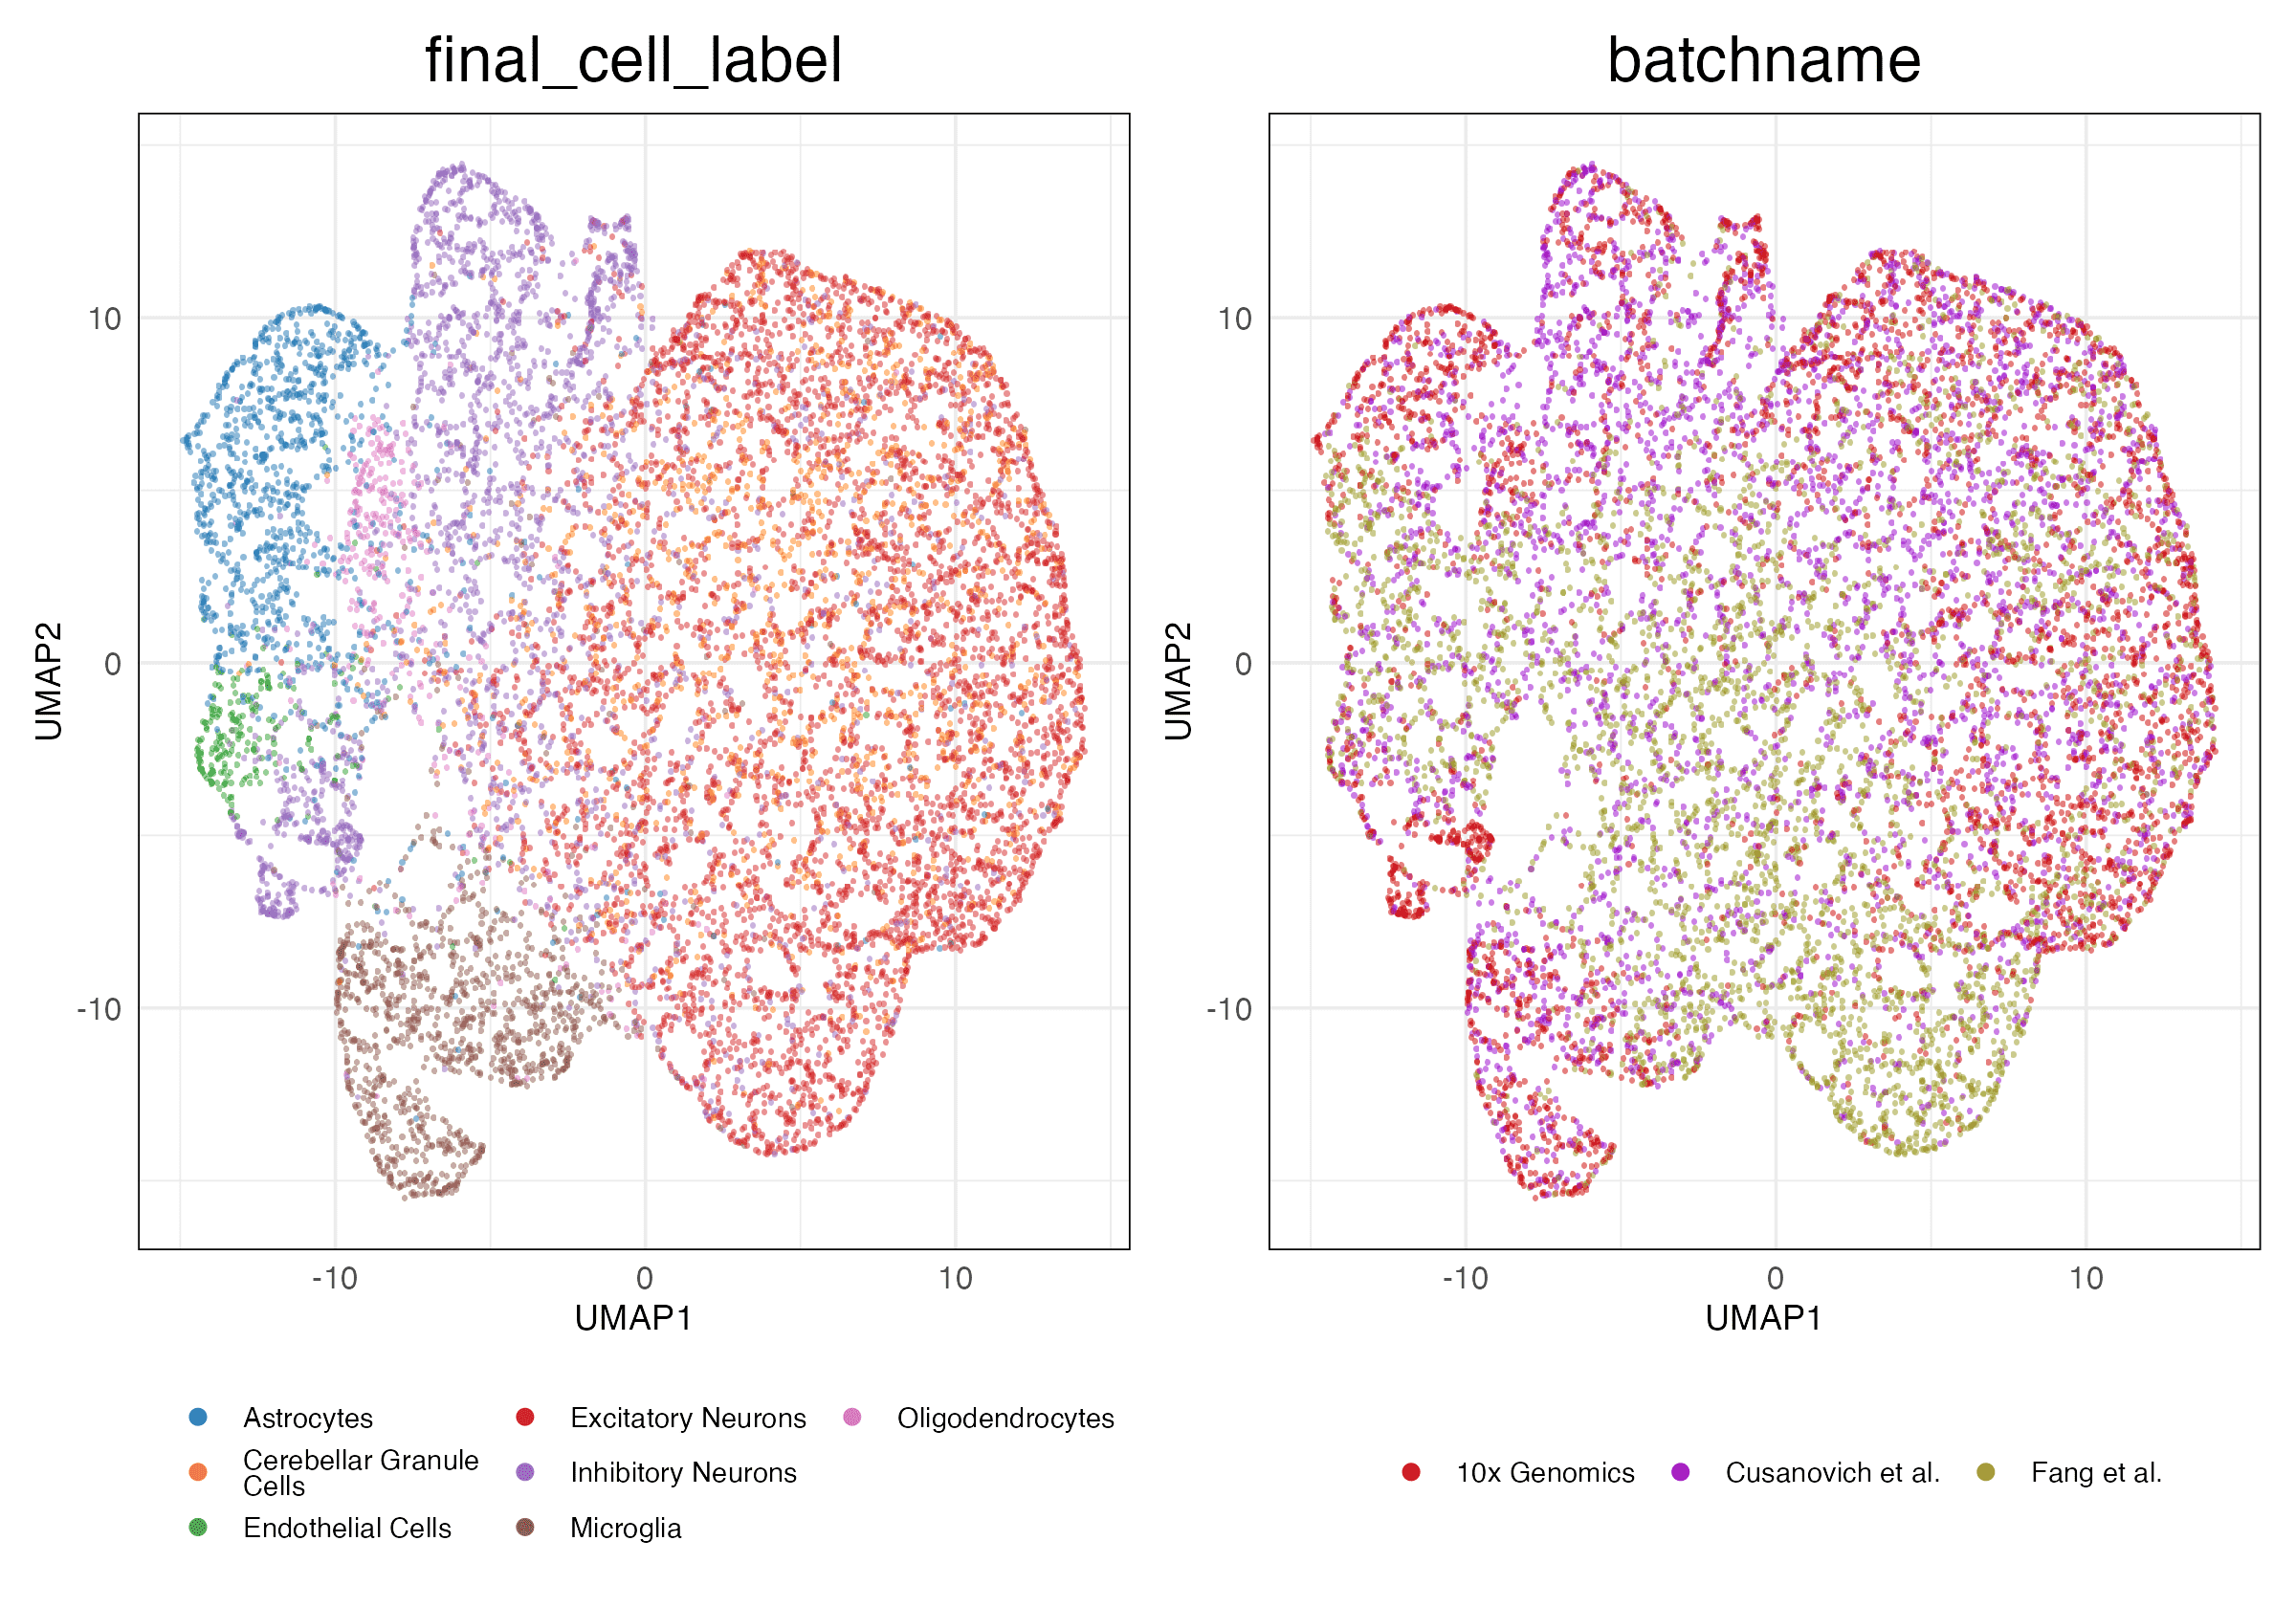 final_cell_label
batchname
UMAP2
10
0
-10
-10
0
10
UMAP1
UMAP2
10
0
-10
-10
0
10
UMAP1
Astrocytes
Cerebellar Granule
Cells
Endothelial Cells
Excitatory Neurons
Inhibitory Neurons
Microglia
Oligodendrocytes
10x Genomics
Cusanovich et al.
Fang et al.